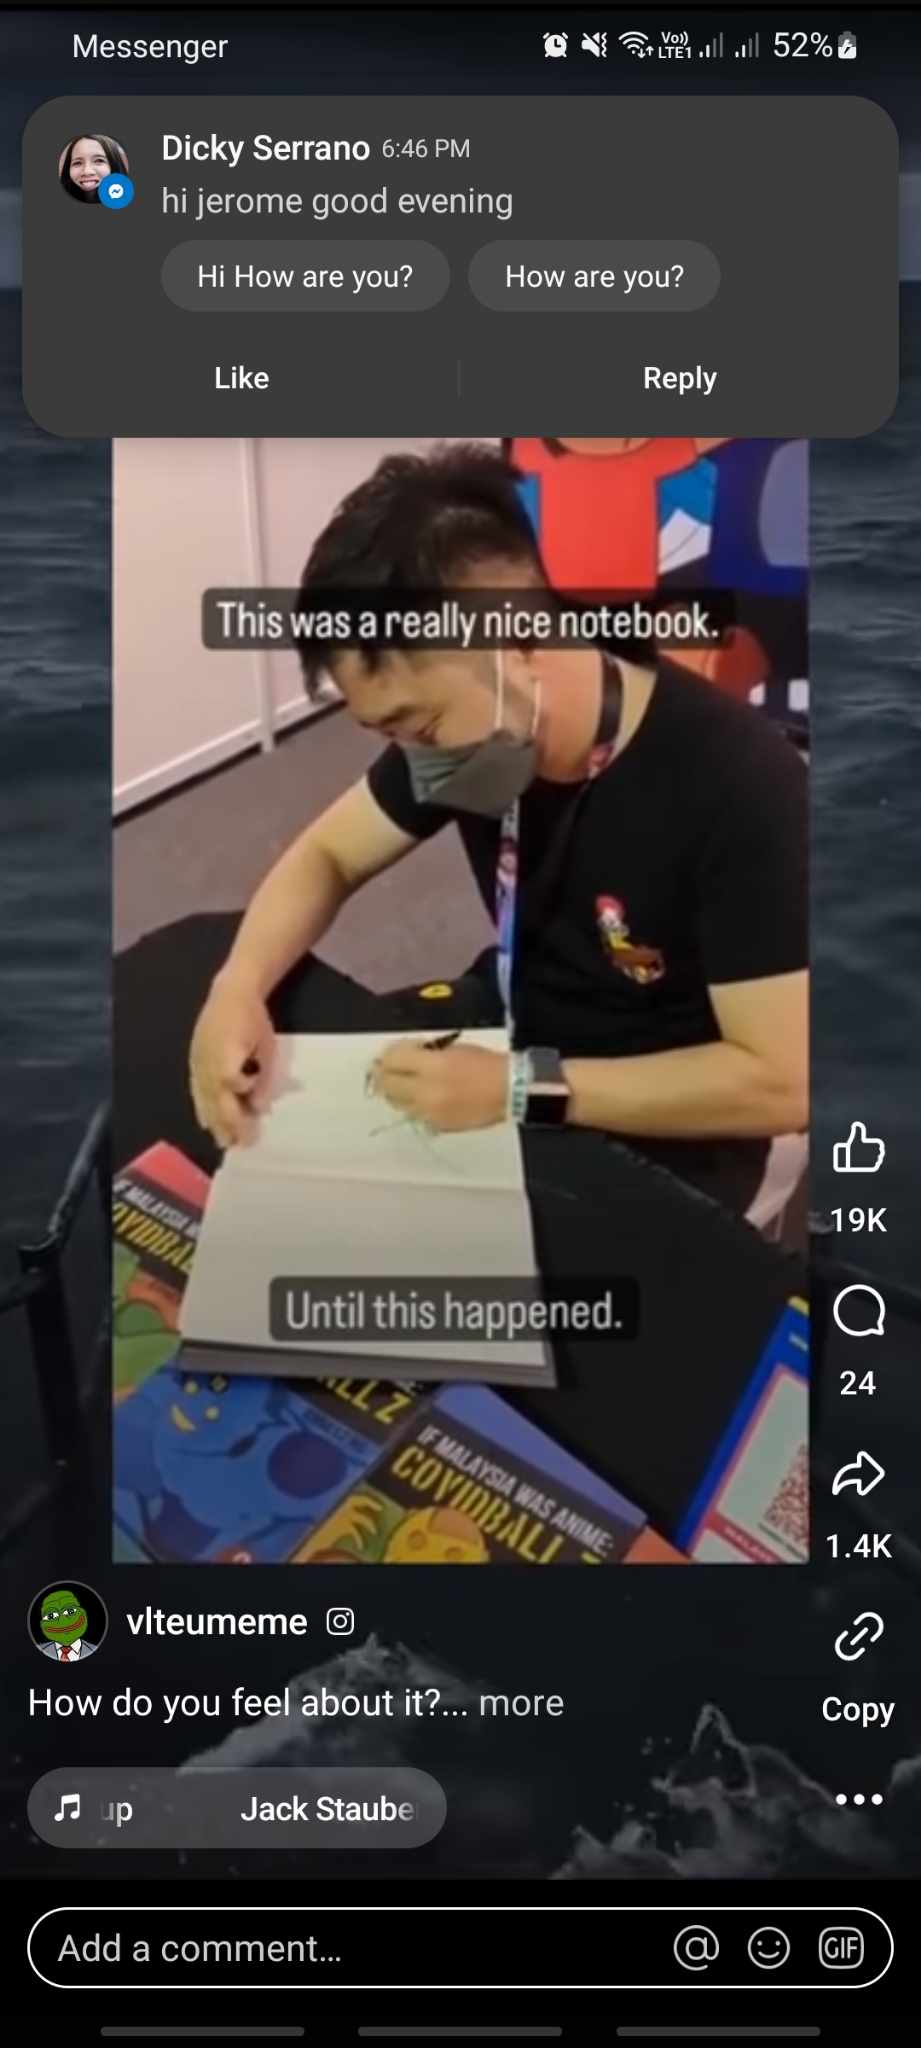 Messenger
Vo))
LTE1
52%
Dicky Serrano 6:46 PM
hi jerome good evening
Hi How are you?
How are you?
Like
Reply
This was a really nice notebook.
IF MALAYSIA
Until this happened.
ALL Z
IF MALAYSIA WAS ANIME:
COVIDBALL Z
19K
24
1.4K
vlteumeme
How do you feel about it?... more
Copy
up
Jack Staube
Add a comment...
GIF